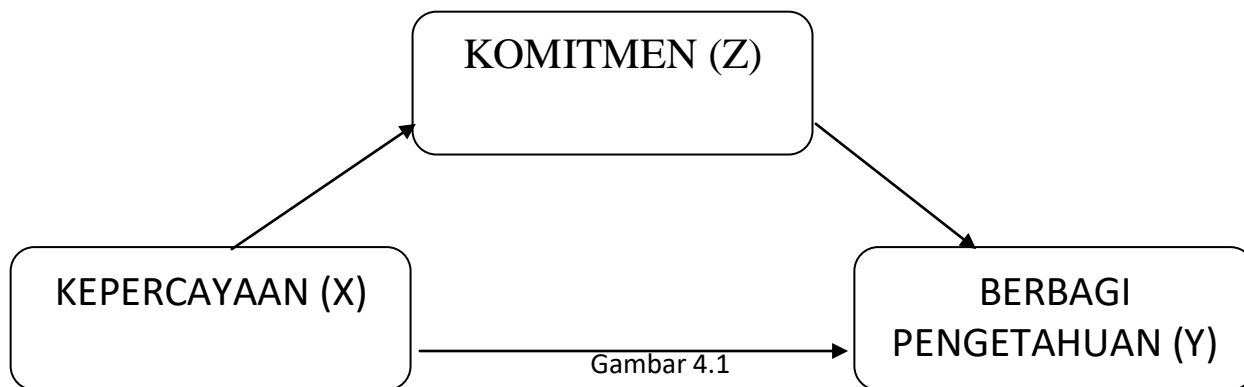 KOMITMEN (Z)
KEPERCAYAAN (X)
BERBAGI
PENGETAHUAN (Y)
Gambar 4.1